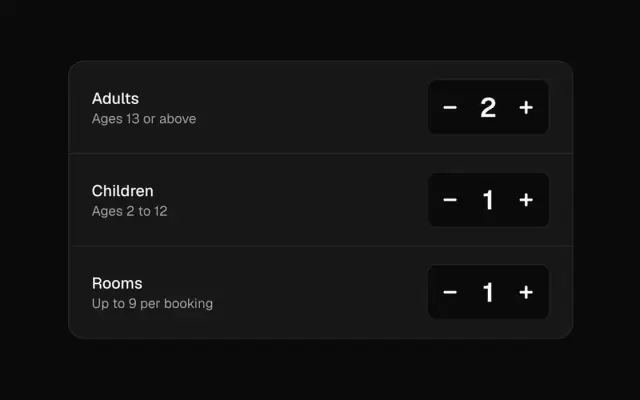 Adults
Ages 13 or above
− 2 +
Children
Ages 2 to 12
− 1 +
Rooms
Up to 9 per booking
− 1 +